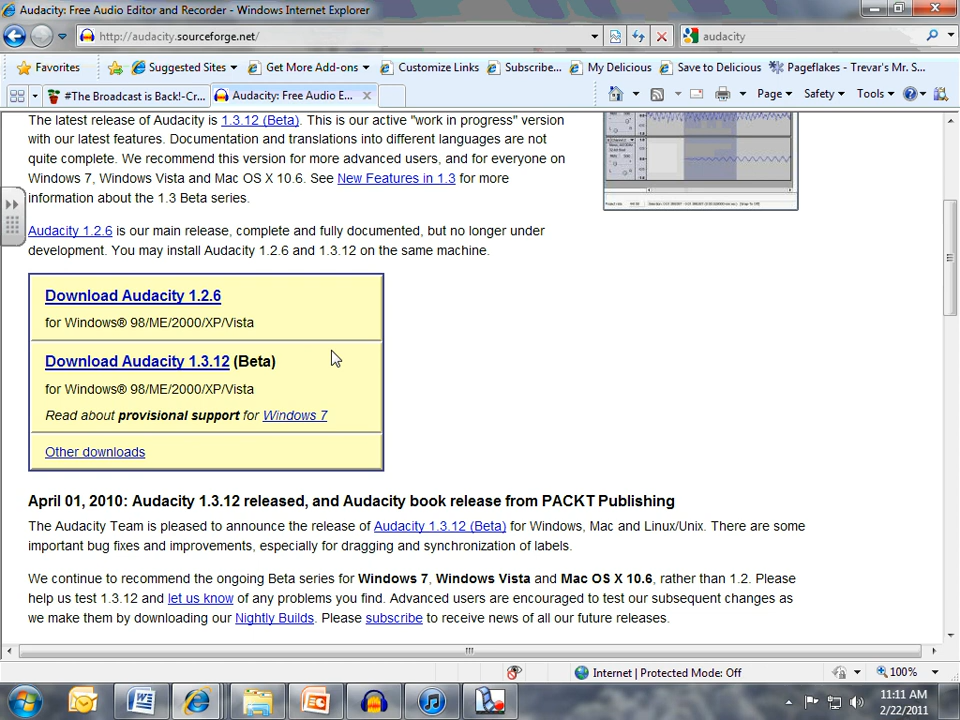 Audacity: Free Audio Editor and Recorder - Windows Internet Explorer
http://audacity.sourceforge.net/
audacity
Favorites Suggested Sites Get More Add-ons Customize Links Subscribe... My Delicious Save to Delicious Pageflakes - Trevar's Mr. S...
#The Broadcast is Back!-Cr... Audacity: Free Audio E... Page Safety Tools
The latest release of Audacity is 1.3.12 (Beta). This is our active "work in progress" version
with our latest features. Documentation and translations into different languages are not
quite complete. We recommend this version for more advanced users, and for everyone on
Windows 7, Windows Vista and Mac OS X 10.6. See New Features in 1.3 for more
information about the 1.3 Beta series.
Audacity 1.2.6 is our main release, complete and fully documented, but no longer under
development. You may install Audacity 1.2.6 and 1.3.12 on the same machine.
Download Audacity 1.2.6
for Windows® 98/ME/2000/XP/Vista
Download Audacity 1.3.12 (Beta)
for Windows® 98/ME/2000/XP/Vista
Read about provisional support for Windows 7
Other downloads
April 01, 2010: Audacity 1.3.12 released, and Audacity book release from PACKT Publishing
The Audacity Team is pleased to announce the release of Audacity 1.3.12 (Beta) for Windows, Mac and Linux/Unix. There are some
important bug fixes and improvements, especially for dragging and synchronization of labels.
We continue to recommend the ongoing Beta series for Windows 7, Windows Vista and Mac OS X 10.6, rather than 1.2. Please
help us test 1.3.12 and let us know of any problems you find. Advanced users are encouraged to test our subsequent changes as
we make them by downloading our Nightly Builds. Please subscribe to receive news of all our future releases.
Internet | Protected Mode: Off 100%
11:11 AM
2/22/2011